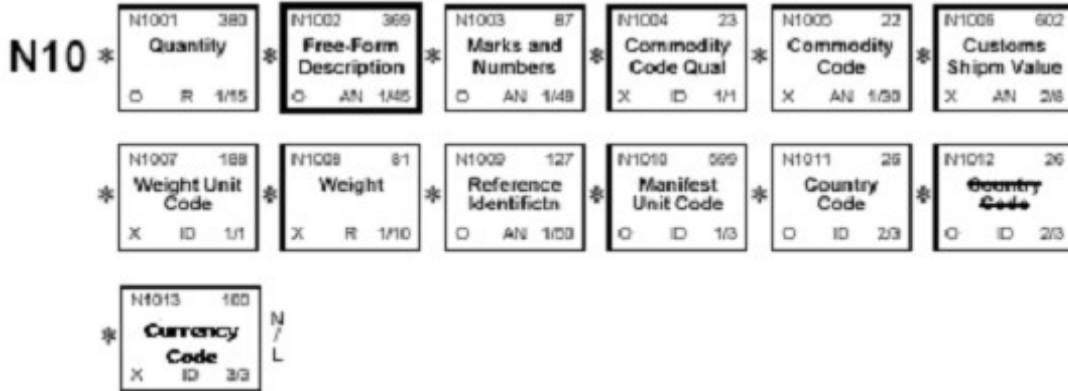 N1001 380 N1002 369 N1003 87 N1004 23 N1005 22 N1006 602
N10 * Quantity * Free-Form * Marks and * Commodity * Commodity * Customs
Description Numbers Code Qual Code Shipm Value
O R 1/15 O AN 1/45 O AN 1/48 X ID 1/1 X AN 1/30 X AN 2/8
N1007 188 N1008 81 N1009 127 N1010 599 N1011 26 N1012 26
* Weight Unit * Weight * Reference * Manifest * Country * Country
Code Identifictn Unit Code Code Code
X ID 1/1 X R 1/10 O AN 1/50 O ID 1/3 O ID 2/3 O ID 2/3
N1013 100
* Currency N
Code /
X ID 3/3 L